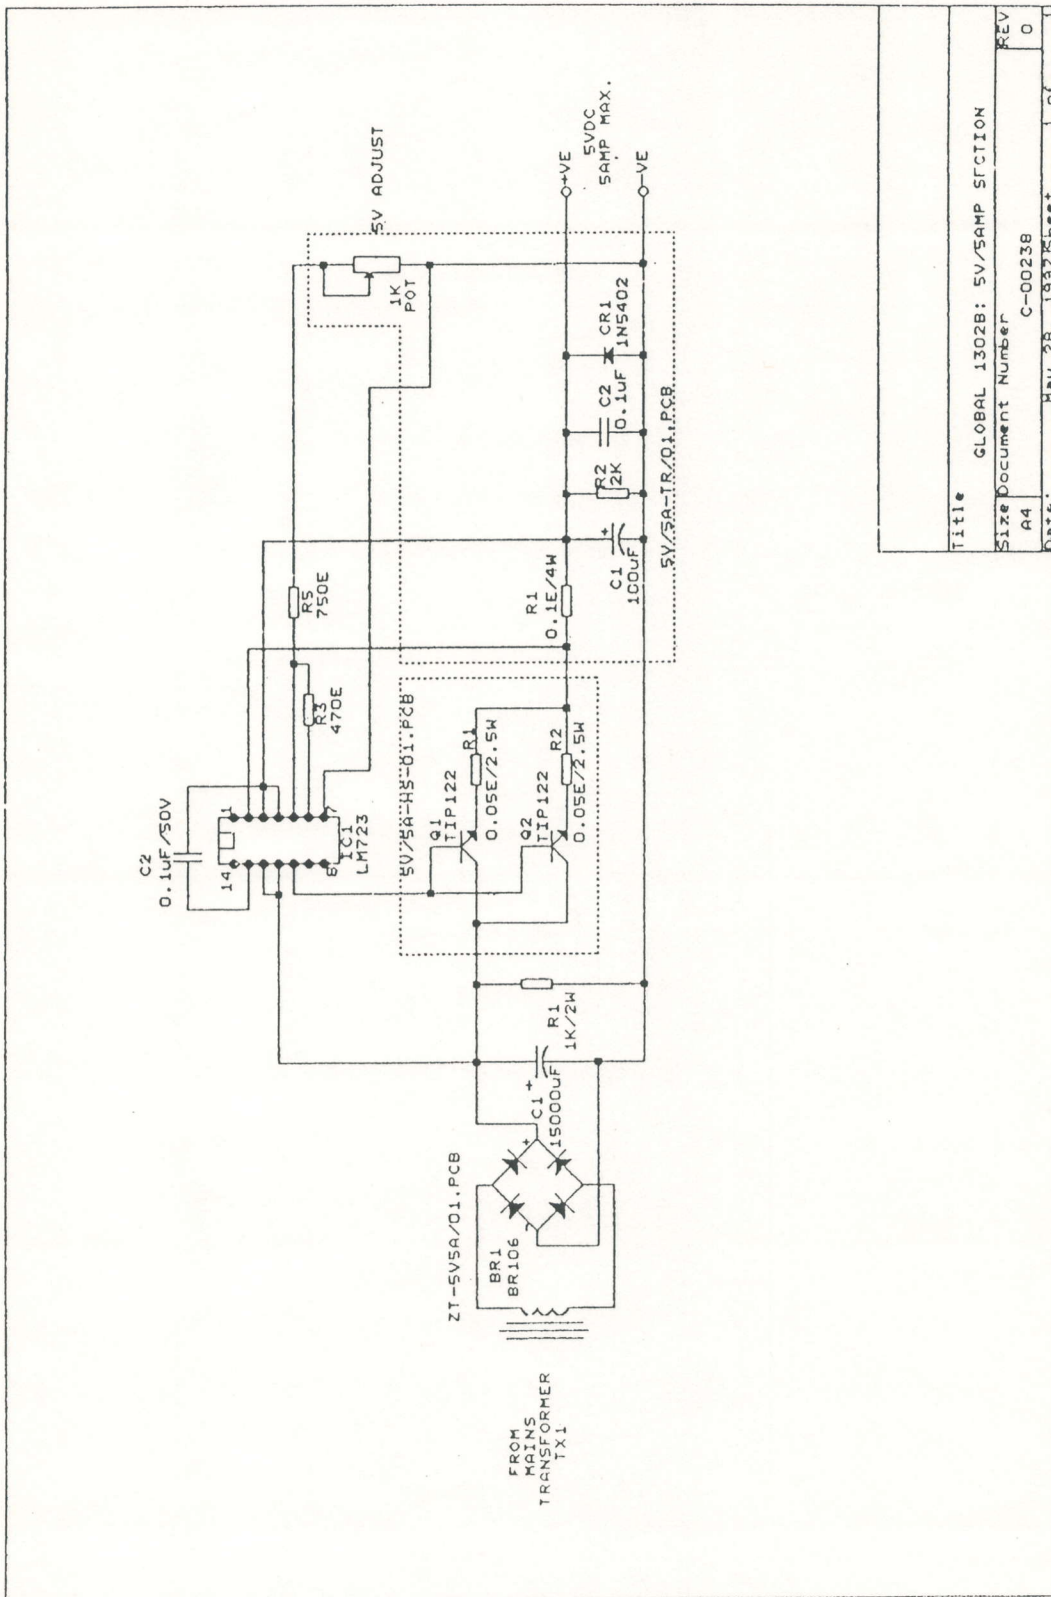 FROM
MAINS
TRANSFORMER
TX1
ZT-5V5A/01.PCB
BR1
BR106
+
-
C1
+
15000uF
R1
1K/2W
C2
0.1uF/50V
14
1
8
7
IC1
LM723
R3
470E
R5
750E
5V/5A-HS-01.PCB
Q1
TIP122
R1
0.05E/2.5W
Q2
TIP122
R2
0.05E/2.5W
R1
0.1E/4W
C1
+
100uF
R2
2K
C2
0.1uF
CR1
1N5402
5V/5A-TR/01.PCB
1K
POT
5V ADJUST
+VE
5VDC
5AMP MAX.
-VE
Title
GLOBAL 1302B: 5V/5AMP SECTION
Size
Document Number
REV
A4
C-00238
0
Date:
1997
Sheet
1